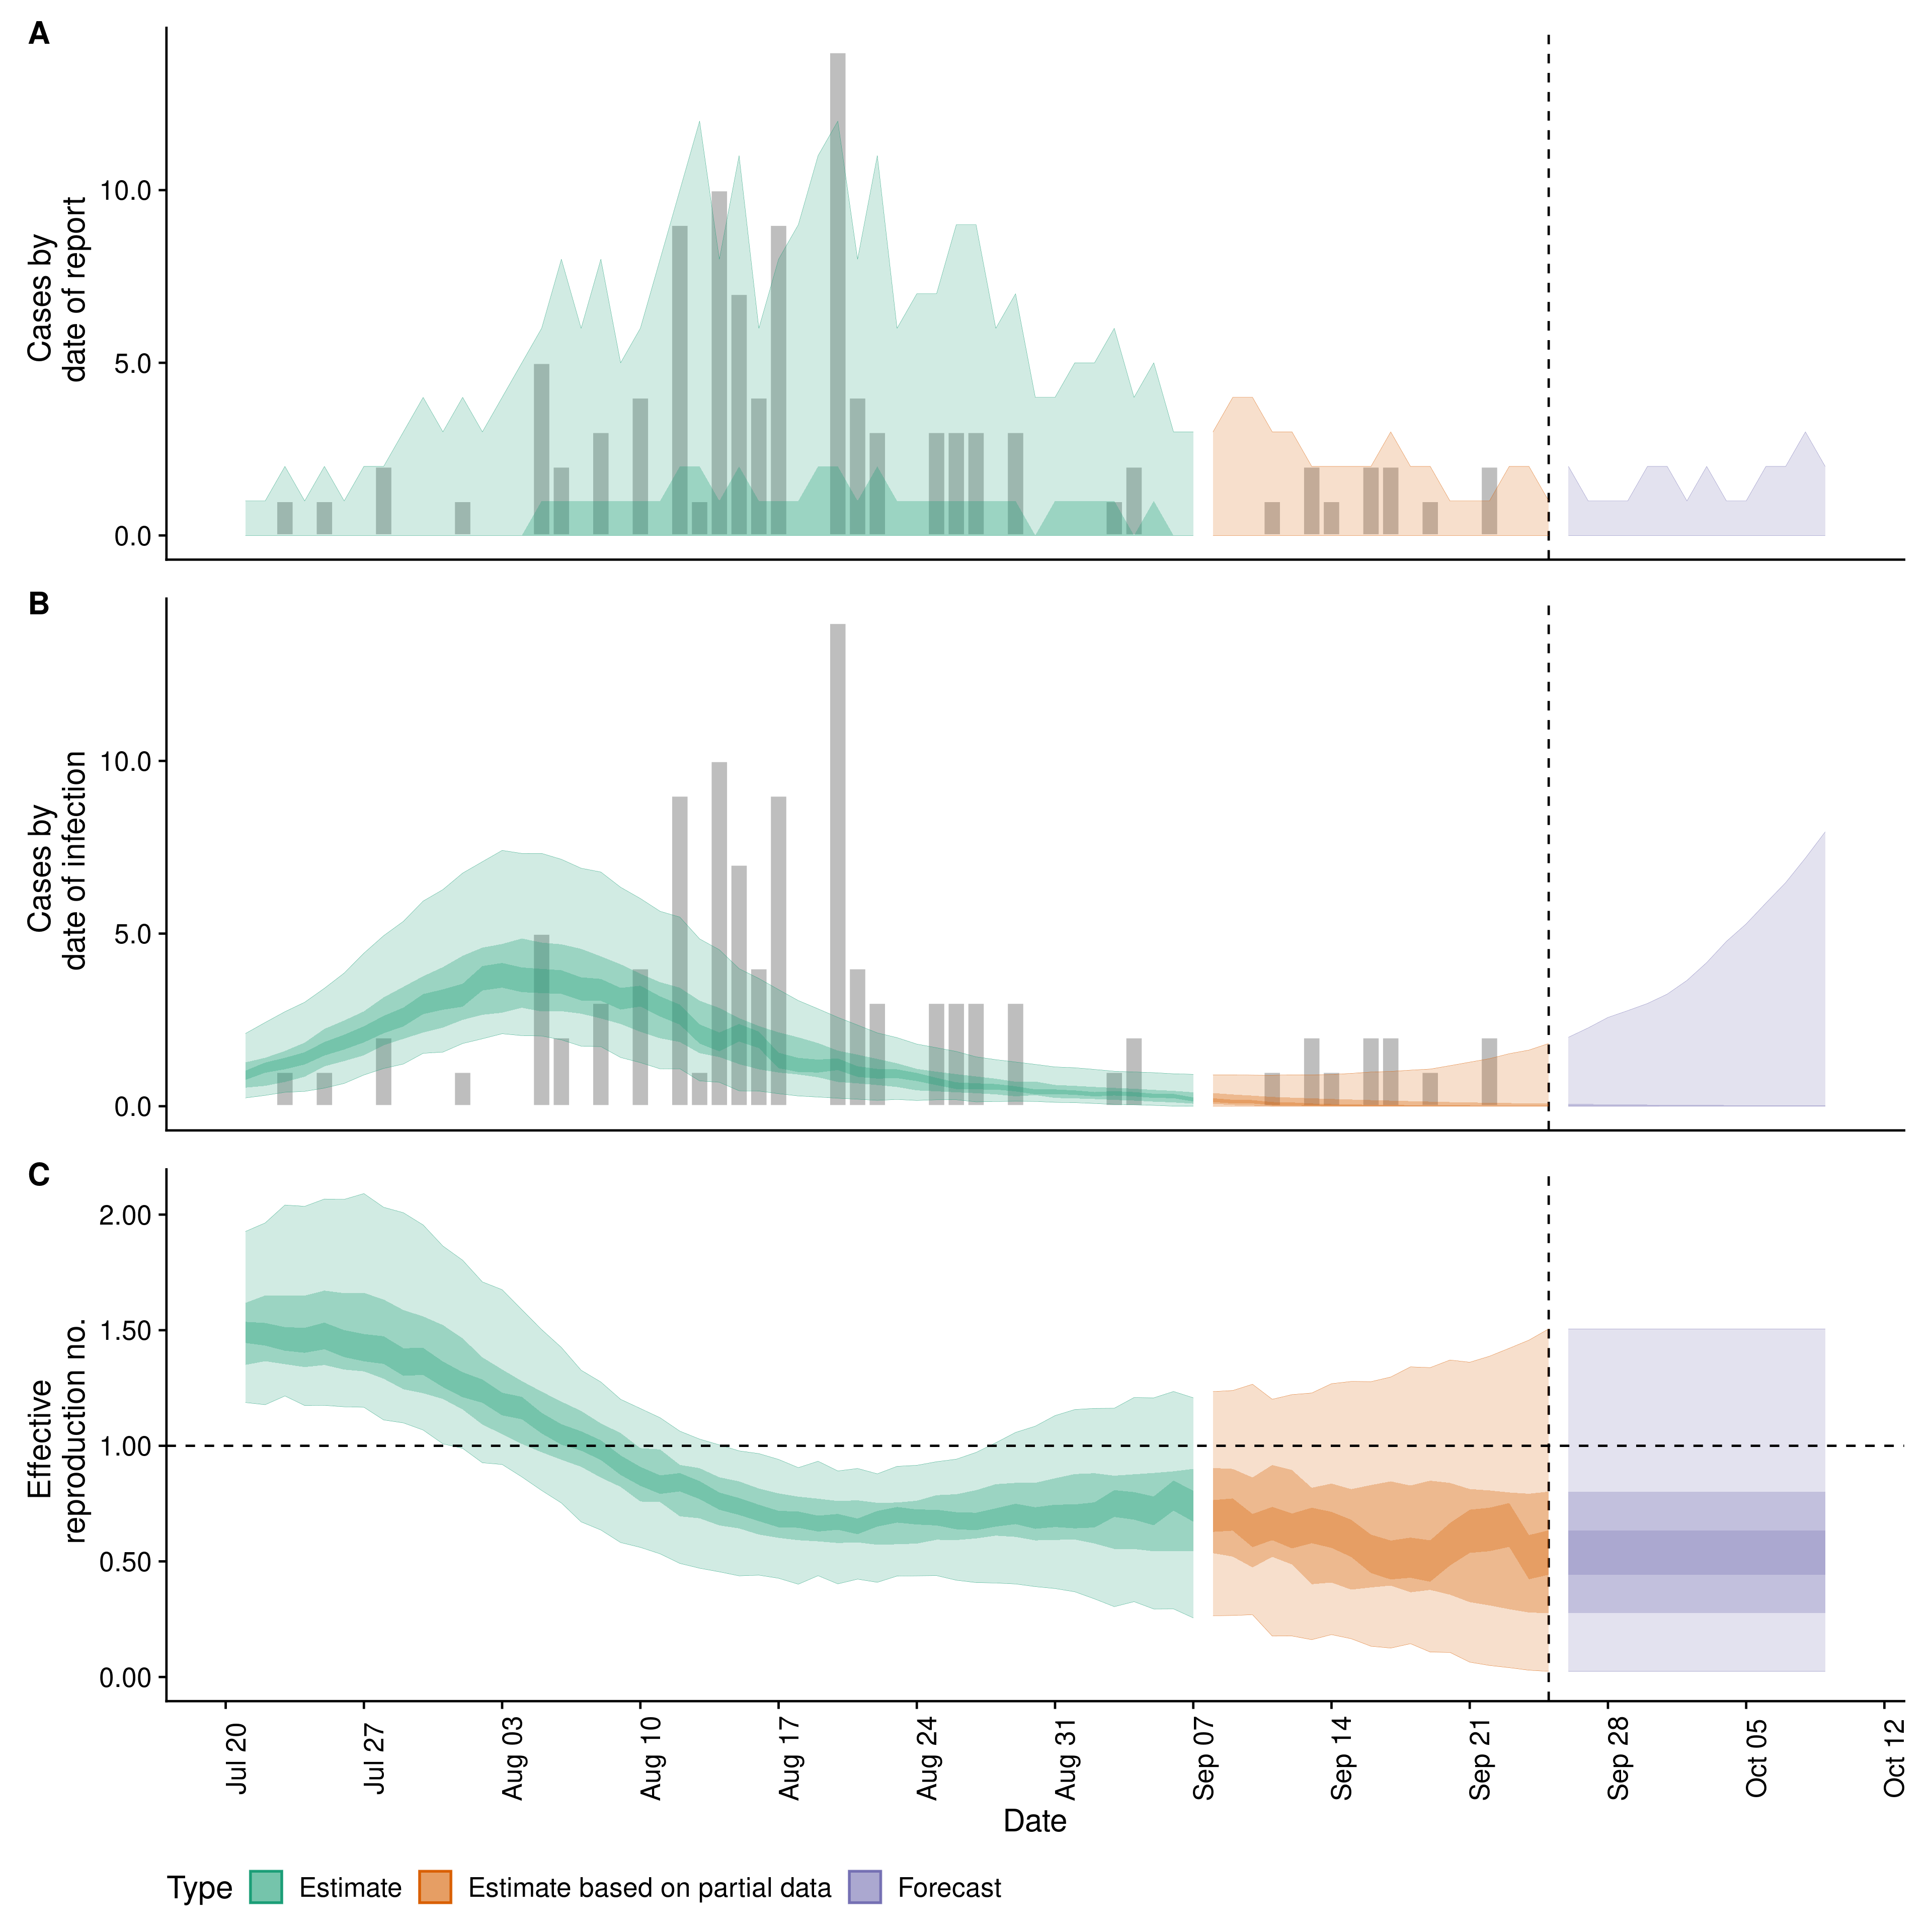 A
Cases by
date of report
10.0
5.0
0.0
B
Cases by
date of infection
10.0
5.0
0.0
C
Effective
reproduction no.
2.00
1.50
1.00
0.50
0.00
Jul 20
Jul 27
Aug 03
Aug 10
Aug 17
Aug 24
Aug 31
Sep 07
Sep 14
Sep 21
Sep 28
Oct 05
Oct 12
Date
Type Estimate Estimate based on partial data Forecast